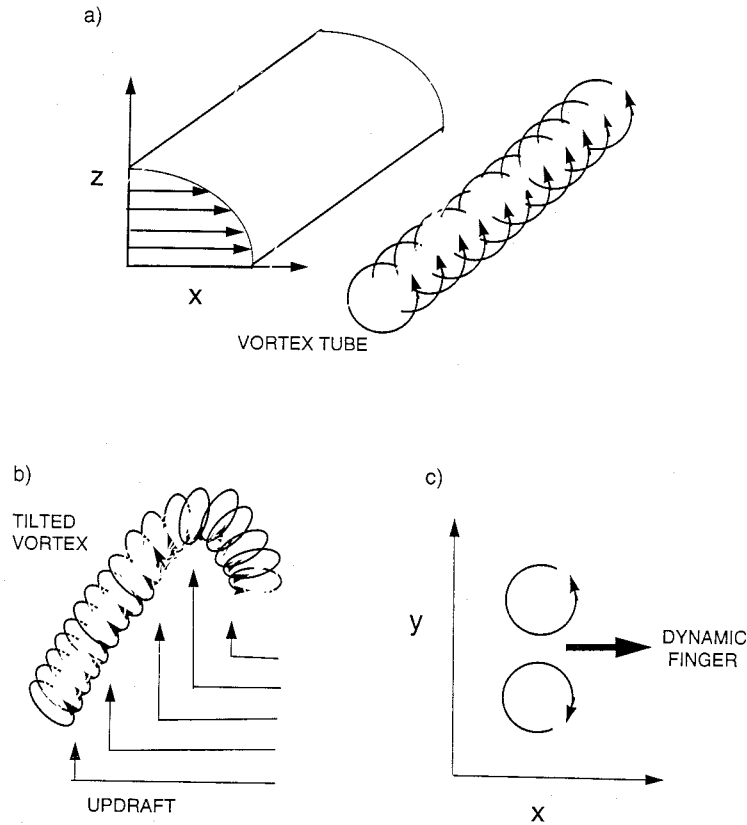 a)
z
x
VORTEX TUBE
b)
TILTED
VORTEX
UPDRAFT
c)
y
x
DYNAMIC
FINGER